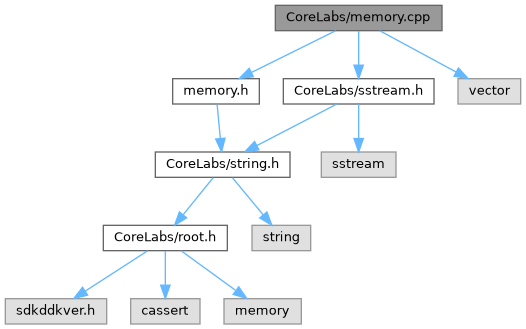 CoreLabs/memory.cpp
memory.h
CoreLabs/sstream.h
vector
CoreLabs/string.h
sstream
CoreLabs/root.h
string
sdkddkver.h
cassert
memory